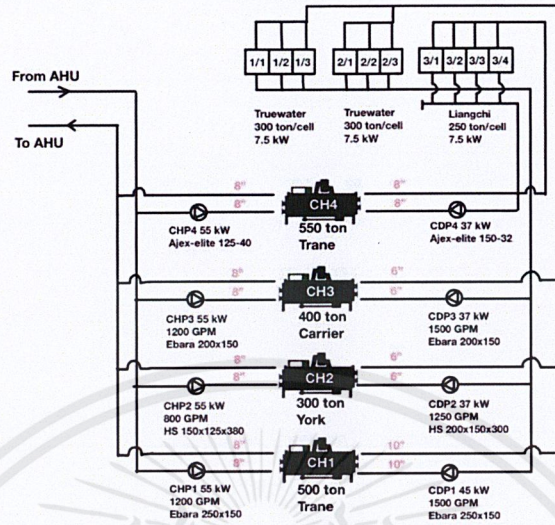 1/1 1/2 1/3 2/1 2/2 2/3 3/1 3/2 3/3 3/4
From AHU
To AHU
Truewater
300 ton/cell
7.5 kW
Truewater
300 ton/cell
7.5 kW
Liangchi
250 ton/cell
7.5 kW
8" 8"
8" CH4 8"
CHP4 55 kW
Ajex-elite 125-40
550 ton
Trane
CDP4 37 kW
Ajex-elite 150-32
8" 6"
8" CH3 6"
CHP3 55 kW
1200 GPM
Ebara 200x150
400 ton
Carrier
CDP3 37 kW
1500 GPM
Ebara 200x150
8" 6"
8" CH2 6"
CHP2 55 kW
800 GPM
HS 150x125x380
300 ton
York
CDP2 37 kW
1250 GPM
HS 200x150x300
8" 10"
8" CH1 10"
CHP1 55 kW
1200 GPM
Ebara 250x150
500 ton
Trane
CDP1 45 kW
1500 GPM
Ebara 250x150